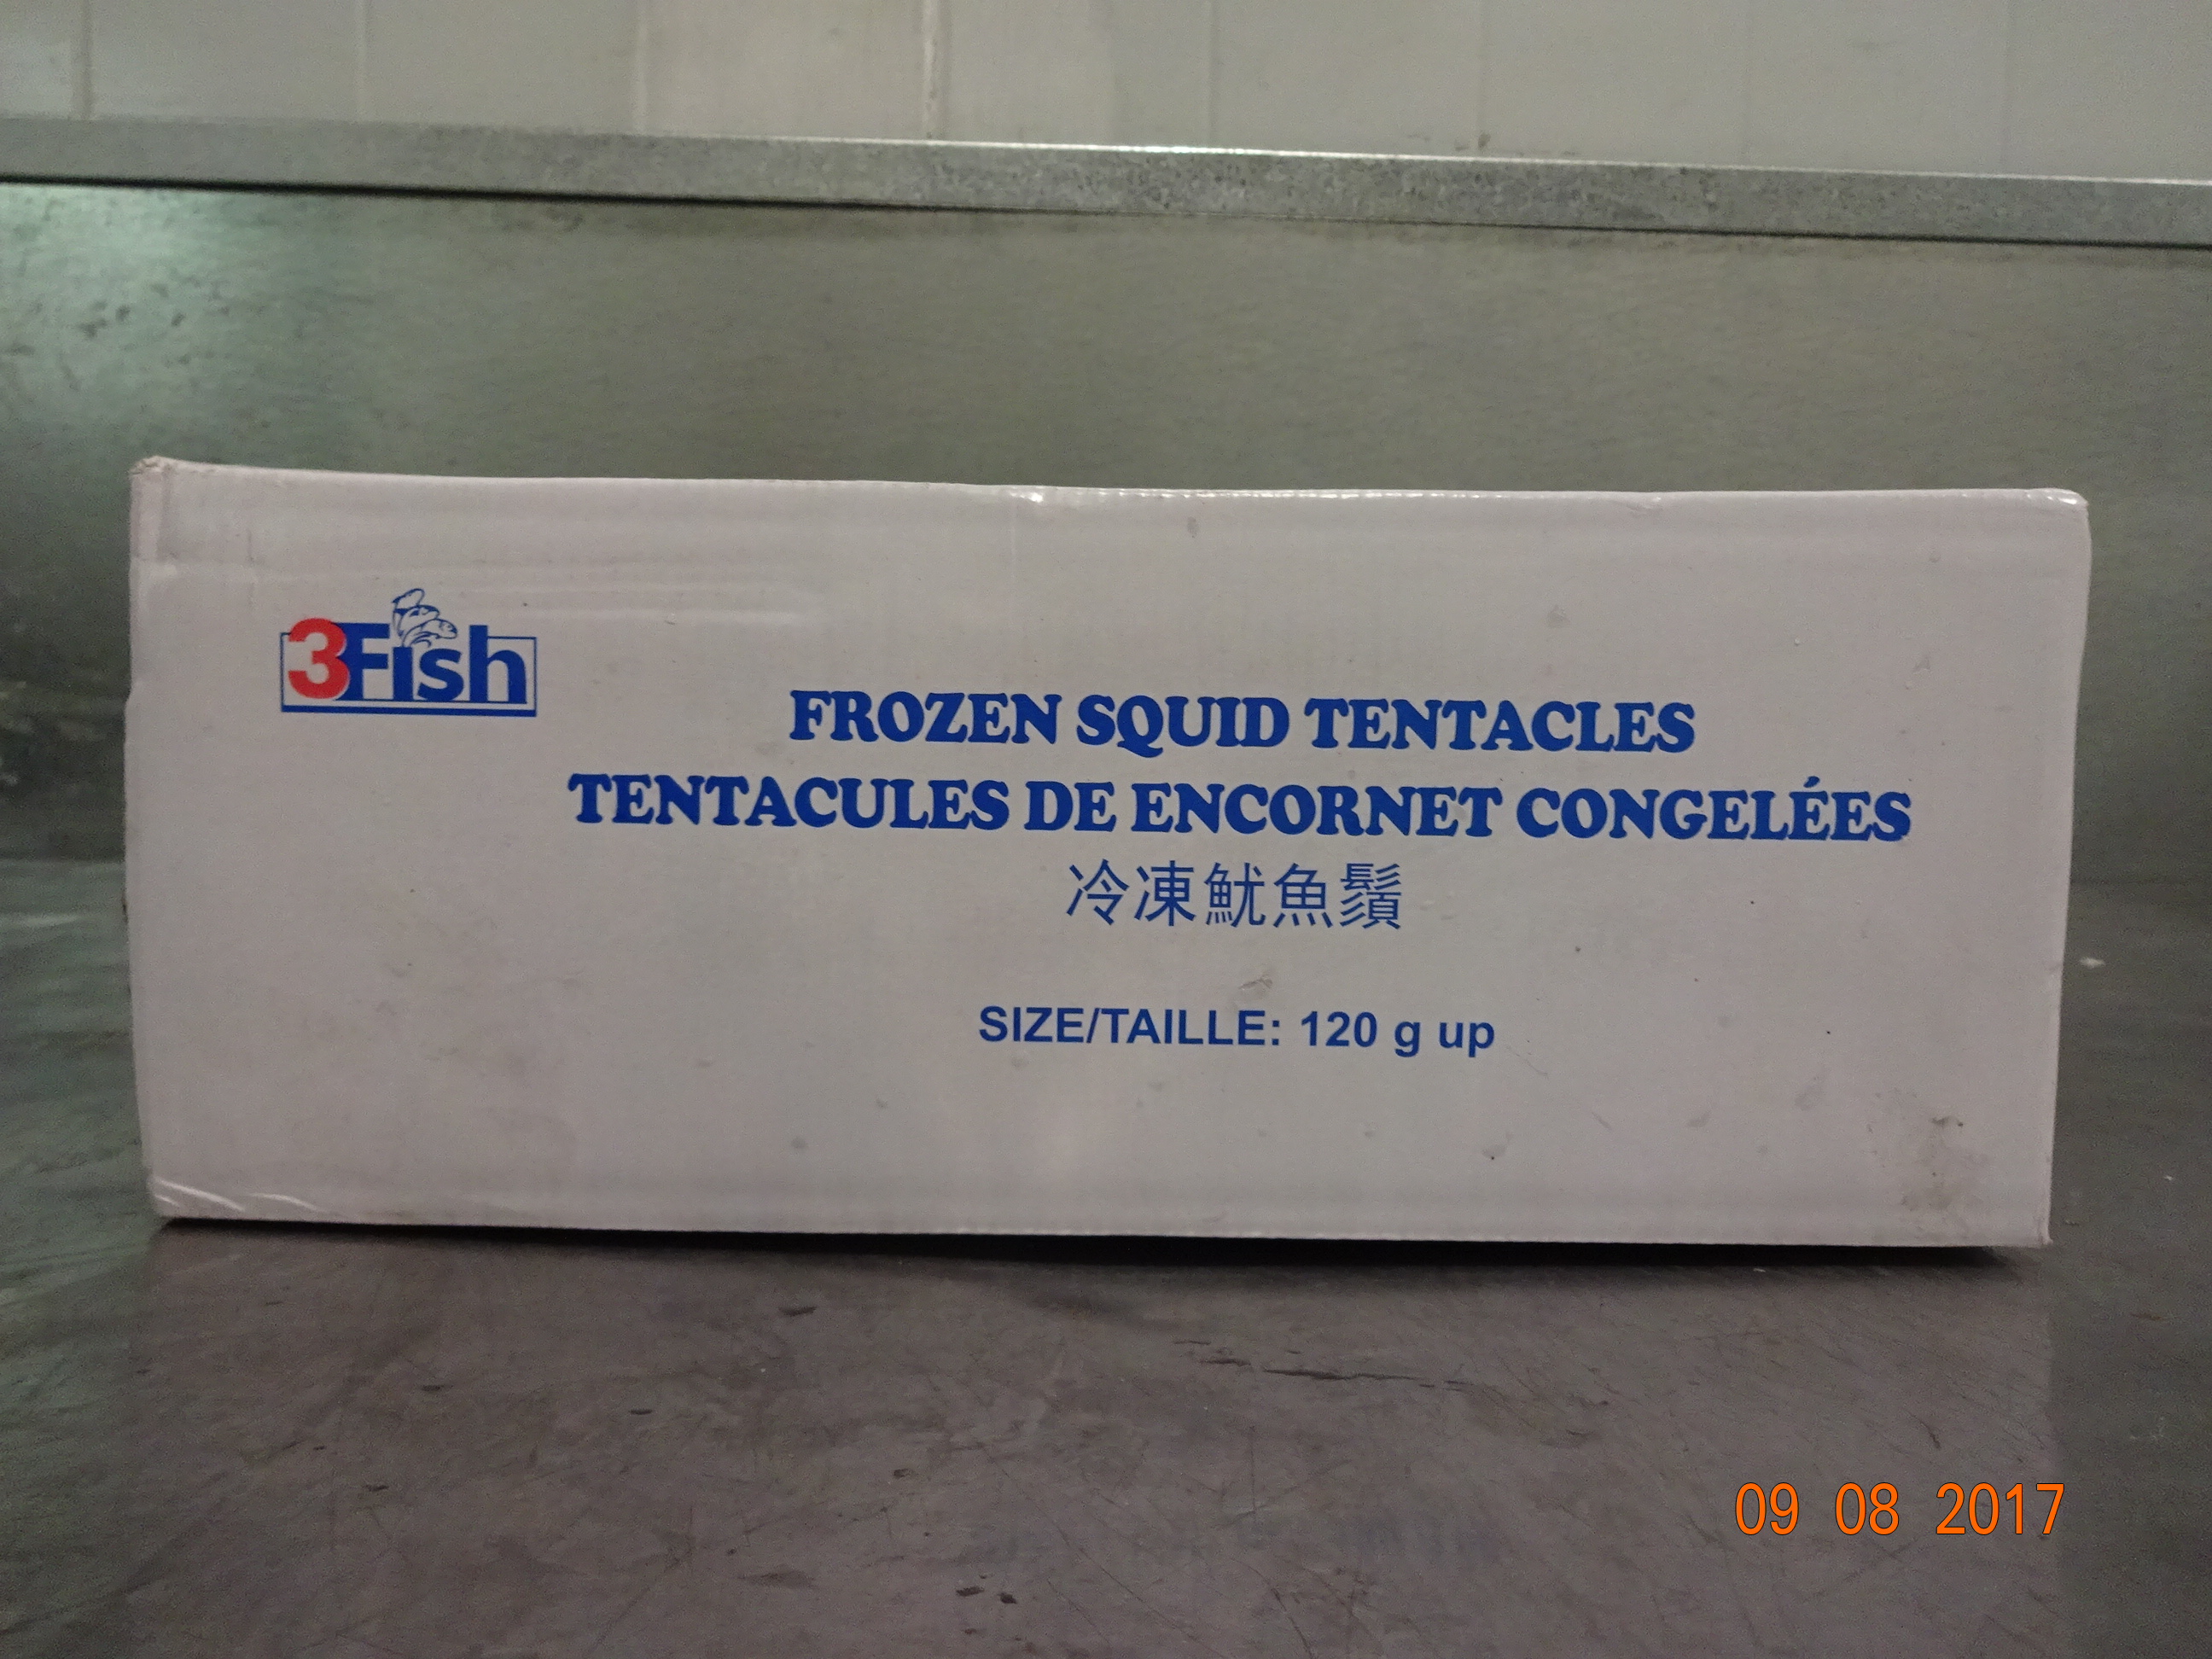 3Fish
FROZEN SQUID TENTACLES
TENTACULES DE ENCORNET CONGELÉES
冷凍魷魚鬚
SIZE/TAILLE: 120 g up
09 08 2017